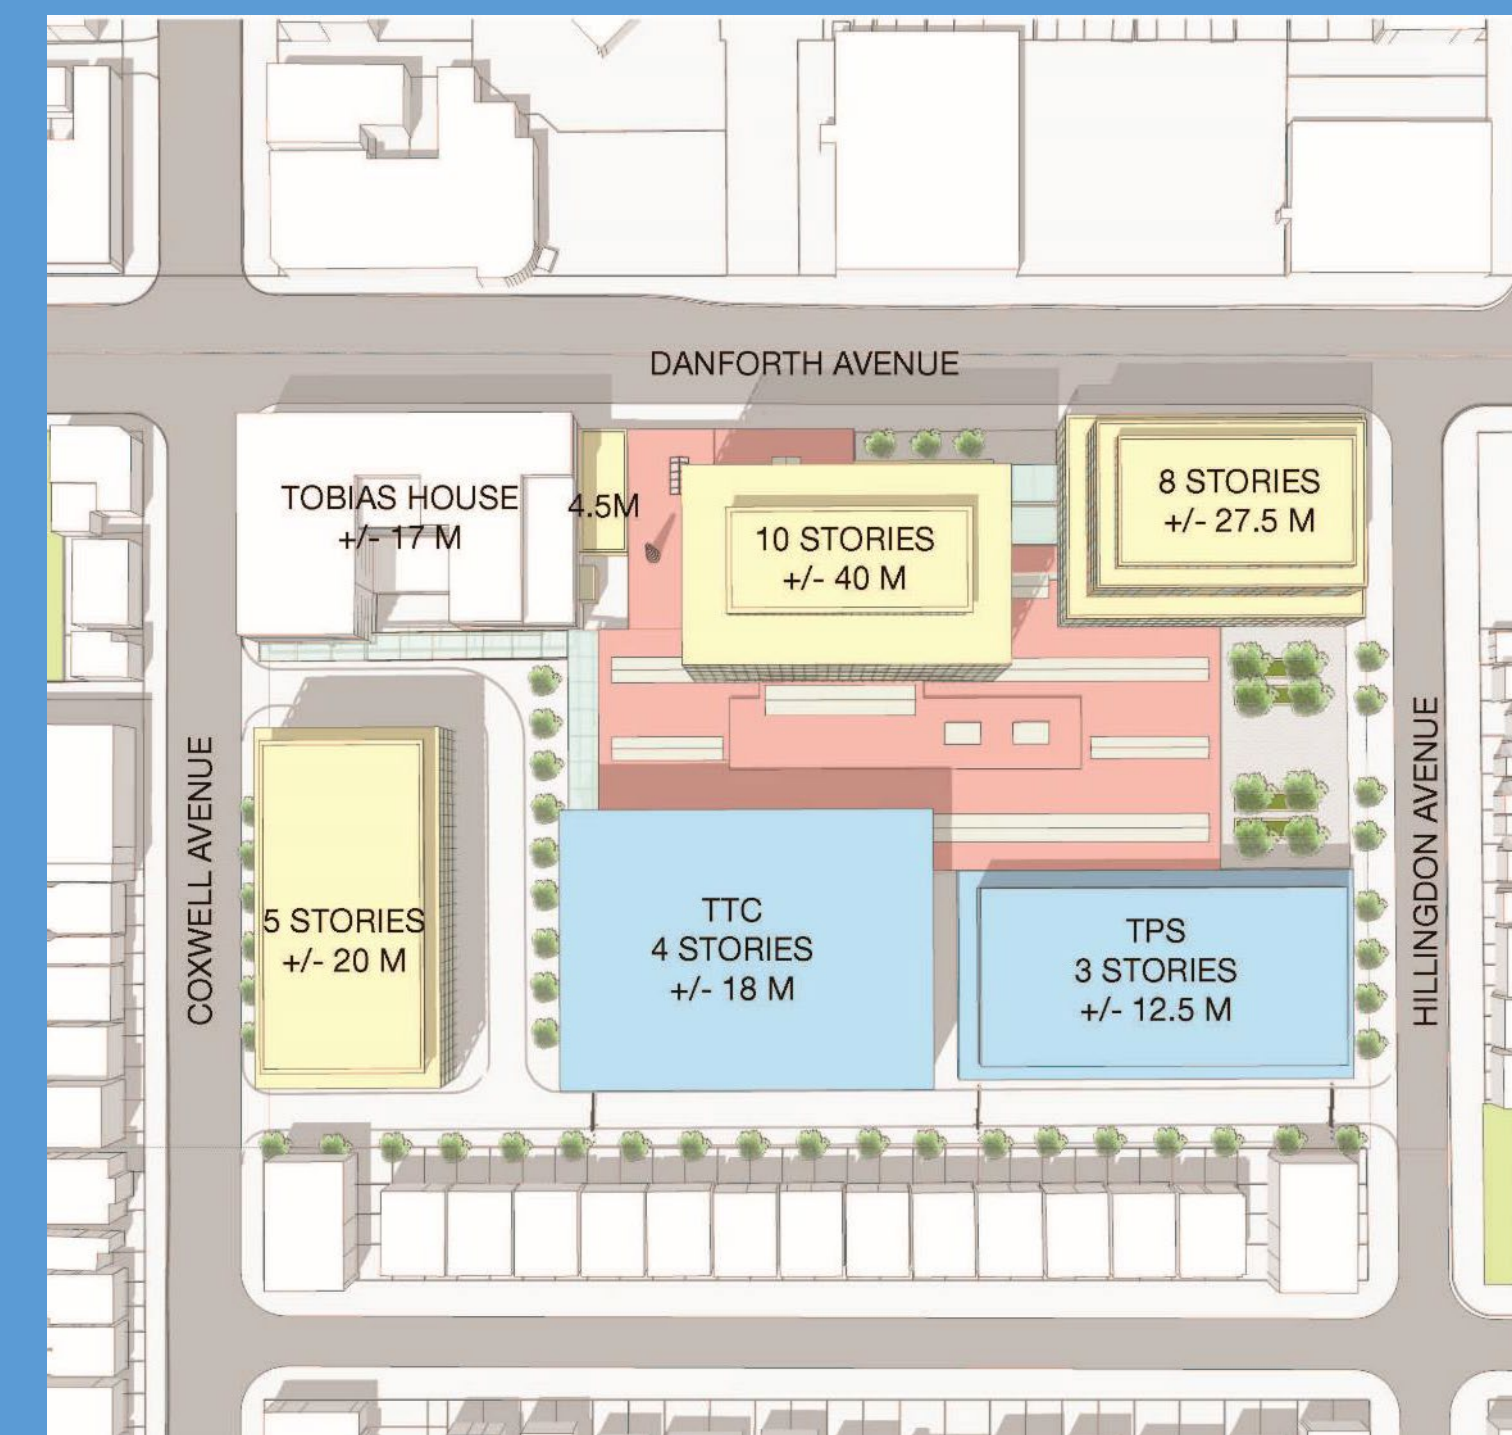 DANFORTH AVENUE
TOBIAS HOUSE
+/- 17 M
4.5M
10 STORIES
+/- 40 M
8 STORIES
+/- 27.5 M
COXWELL AVENUE
HILLINGDON AVENUE
5 STORIES
+/- 20 M
TTC
4 STORIES
+/- 18 M
TPS
3 STORIES
+/- 12.5 M